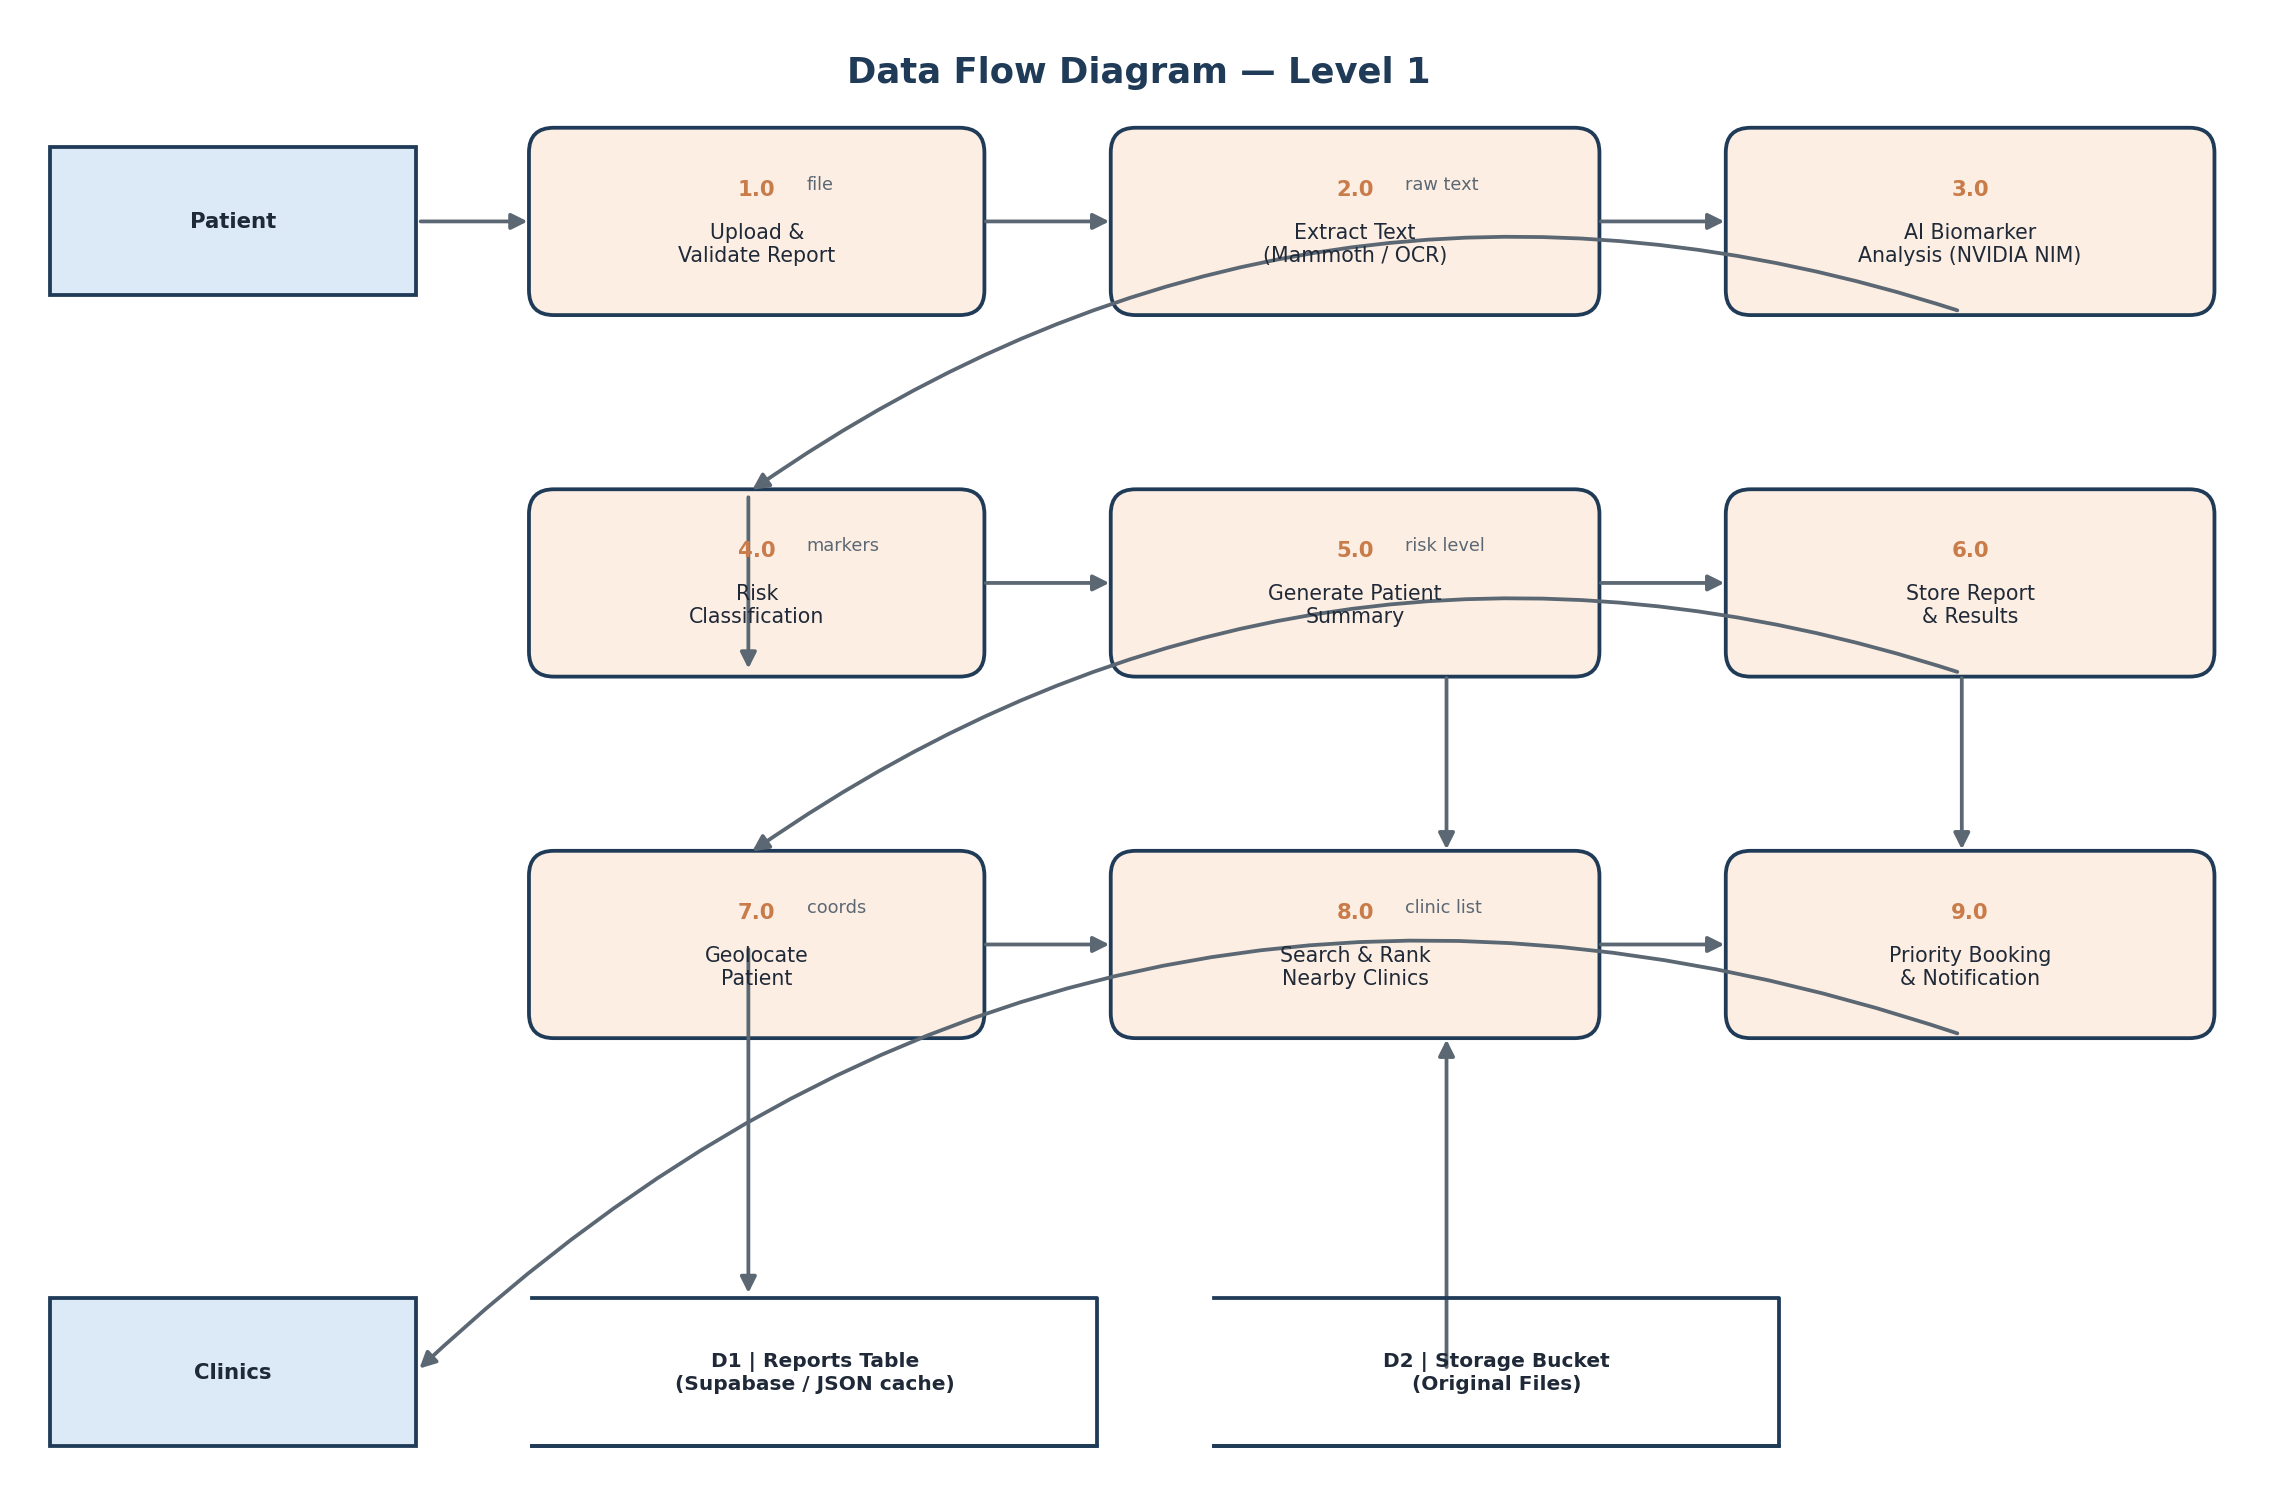 Data Flow Diagram — Level 1
Patient
1.0 file
Upload &
Validate Report
2.0 raw text
Extract Text
(Mammoth / OCR)
3.0
AI Biomarker
Analysis (NVIDIA NIM)
4.0 markers
Risk
Classification
5.0 risk level
Generate Patient
Summary
6.0
Store Report
& Results
7.0 coords
Geolocate
Patient
8.0 clinic list
Search & Rank
Nearby Clinics
9.0
Priority Booking
& Notification
Clinics
D1 | Reports Table
(Supabase / JSON cache)
D2 | Storage Bucket
(Original Files)